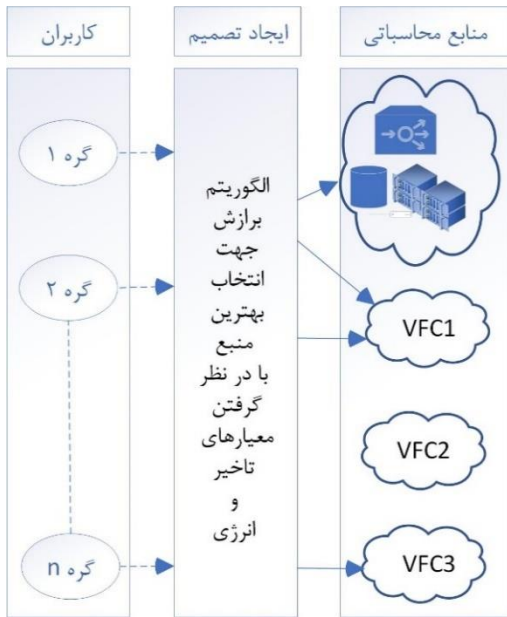 کاربران
ایجاد تصمیم
منابع محاسباتی
گره ۱
گره ۲
گره n
الگوریتم
برازش
جهت
انتخاب
بهترین
منبع
با در نظر
گرفتن
معیارهای
تاخیر
و
انرژی
VFC1
VFC2
VFC3